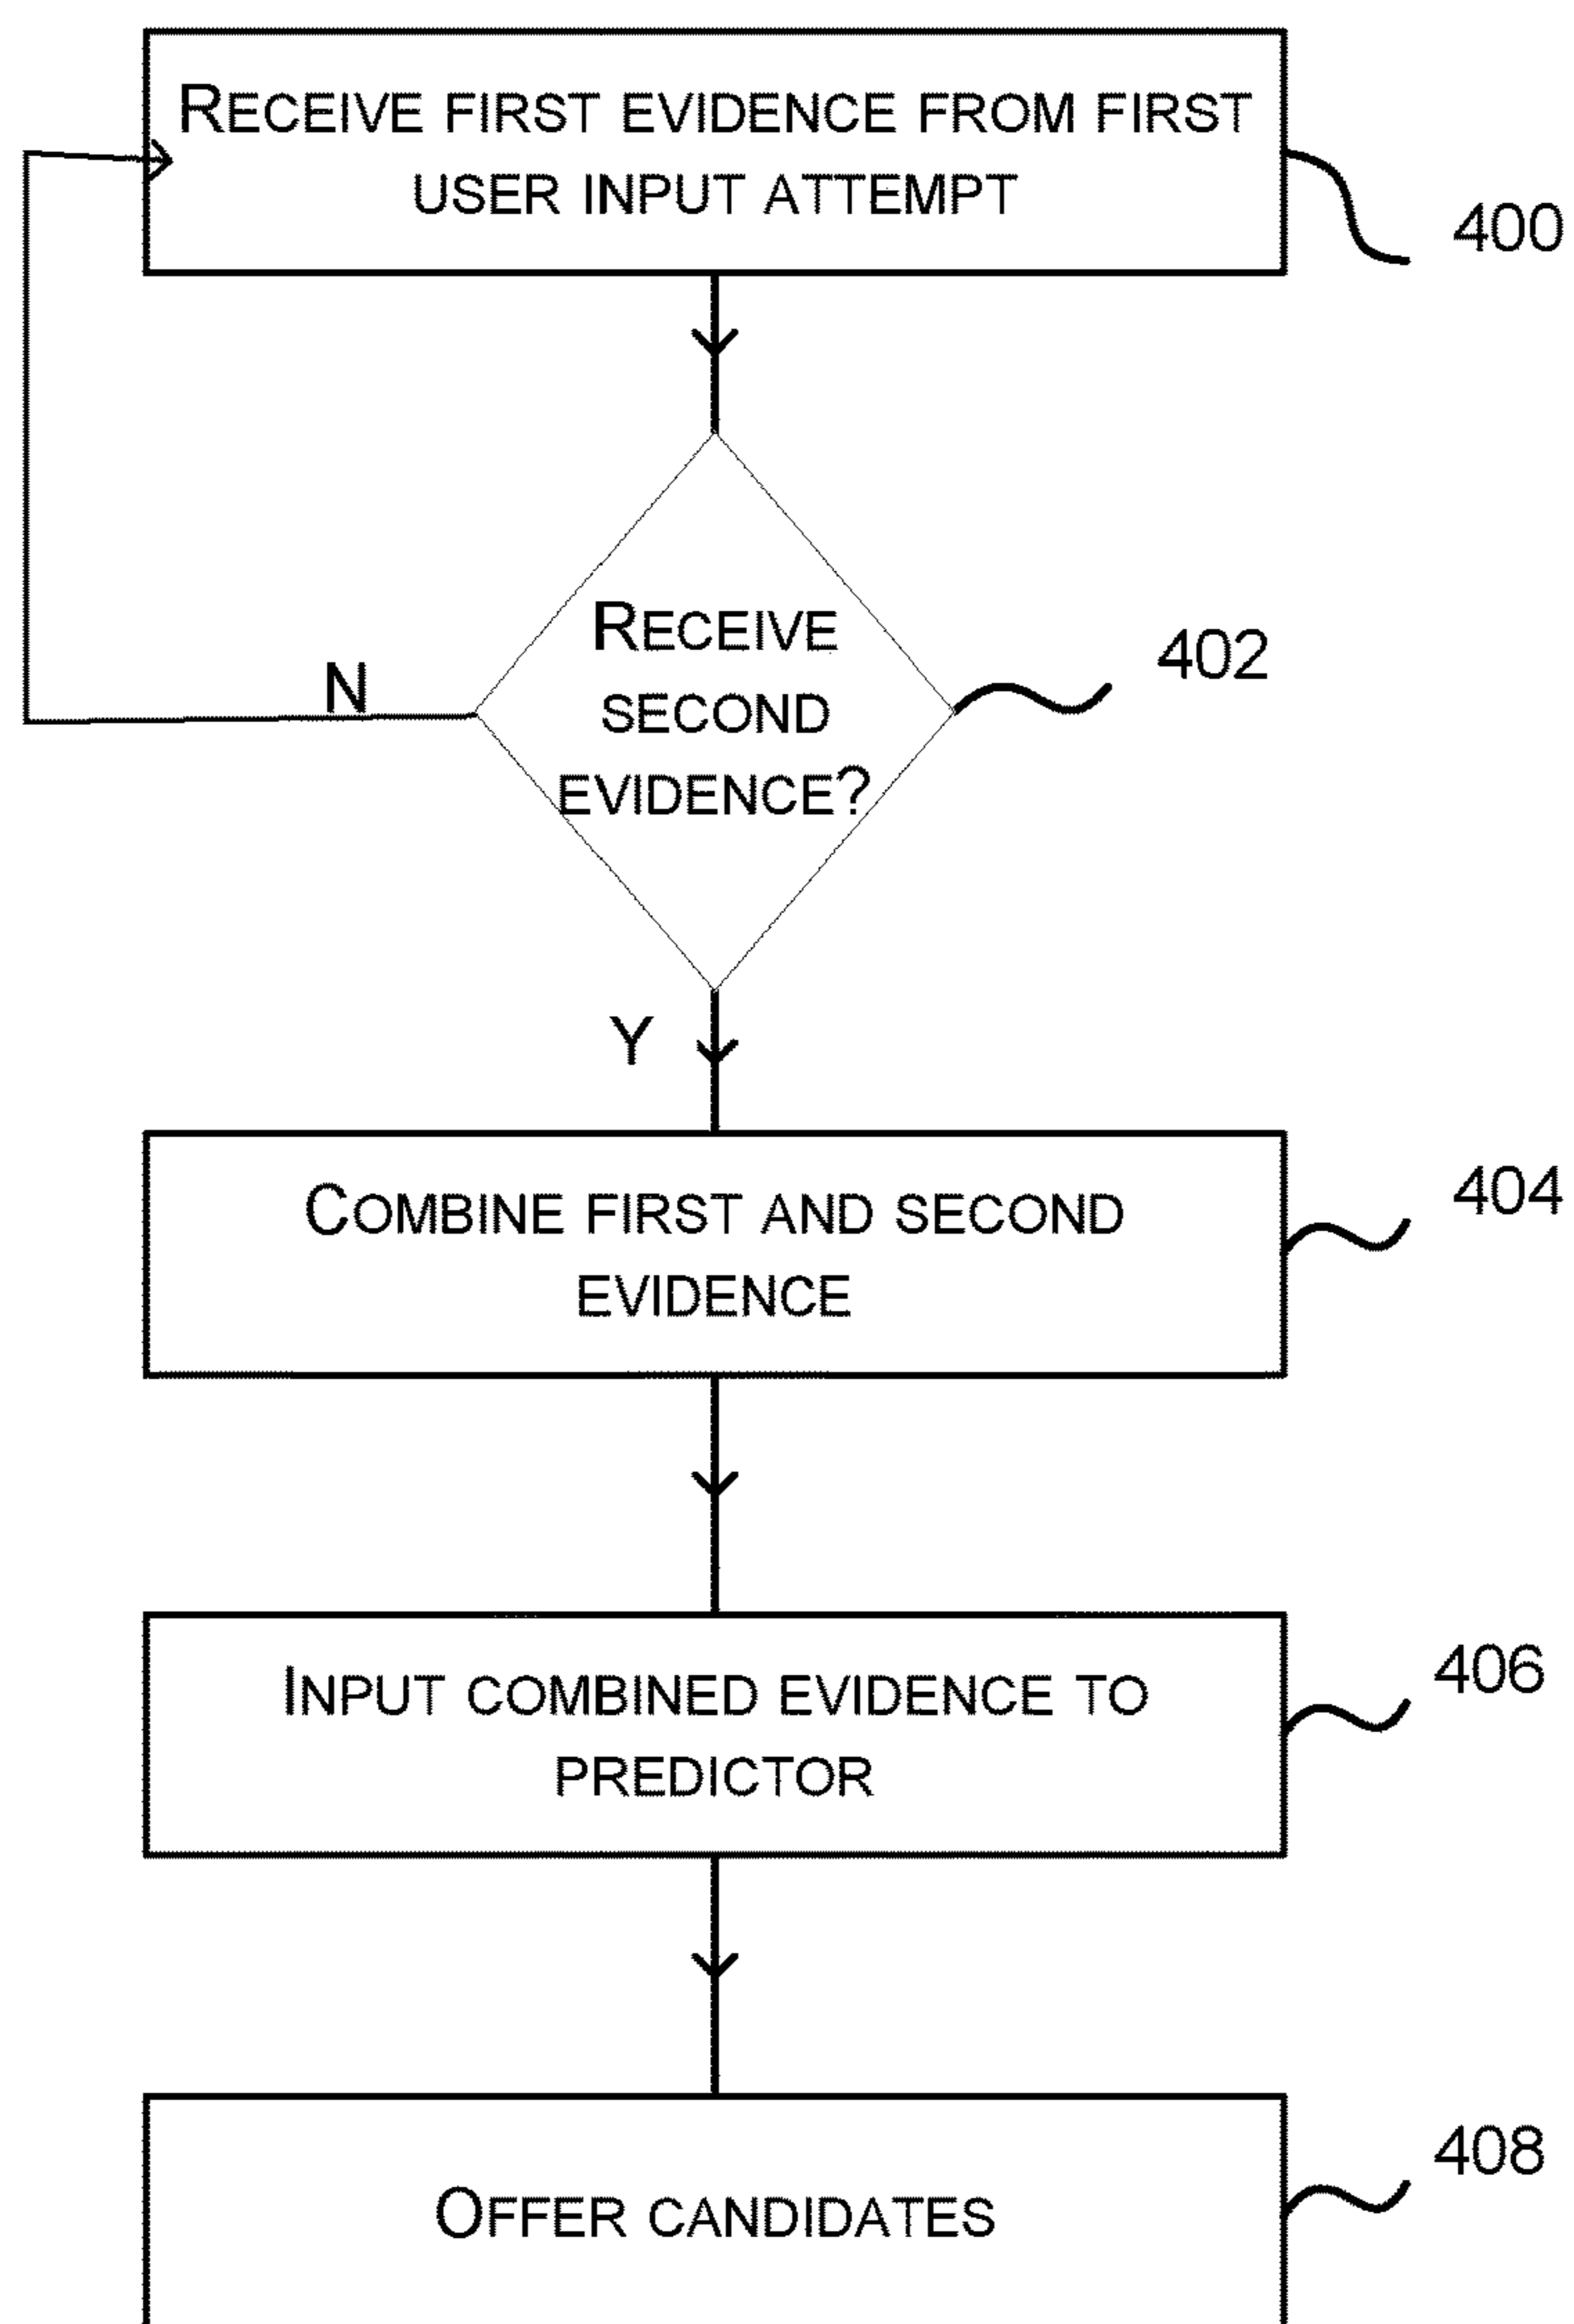 RECEIVE FIRST EVIDENCE FROM FIRST
USER INPUT ATTEMPT
400
RECEIVE
SECOND
EVIDENCE?
402
N
Y
COMBINE FIRST AND SECOND
EVIDENCE
404
INPUT COMBINED EVIDENCE TO
PREDICTOR
406
OFFER CANDIDATES
408